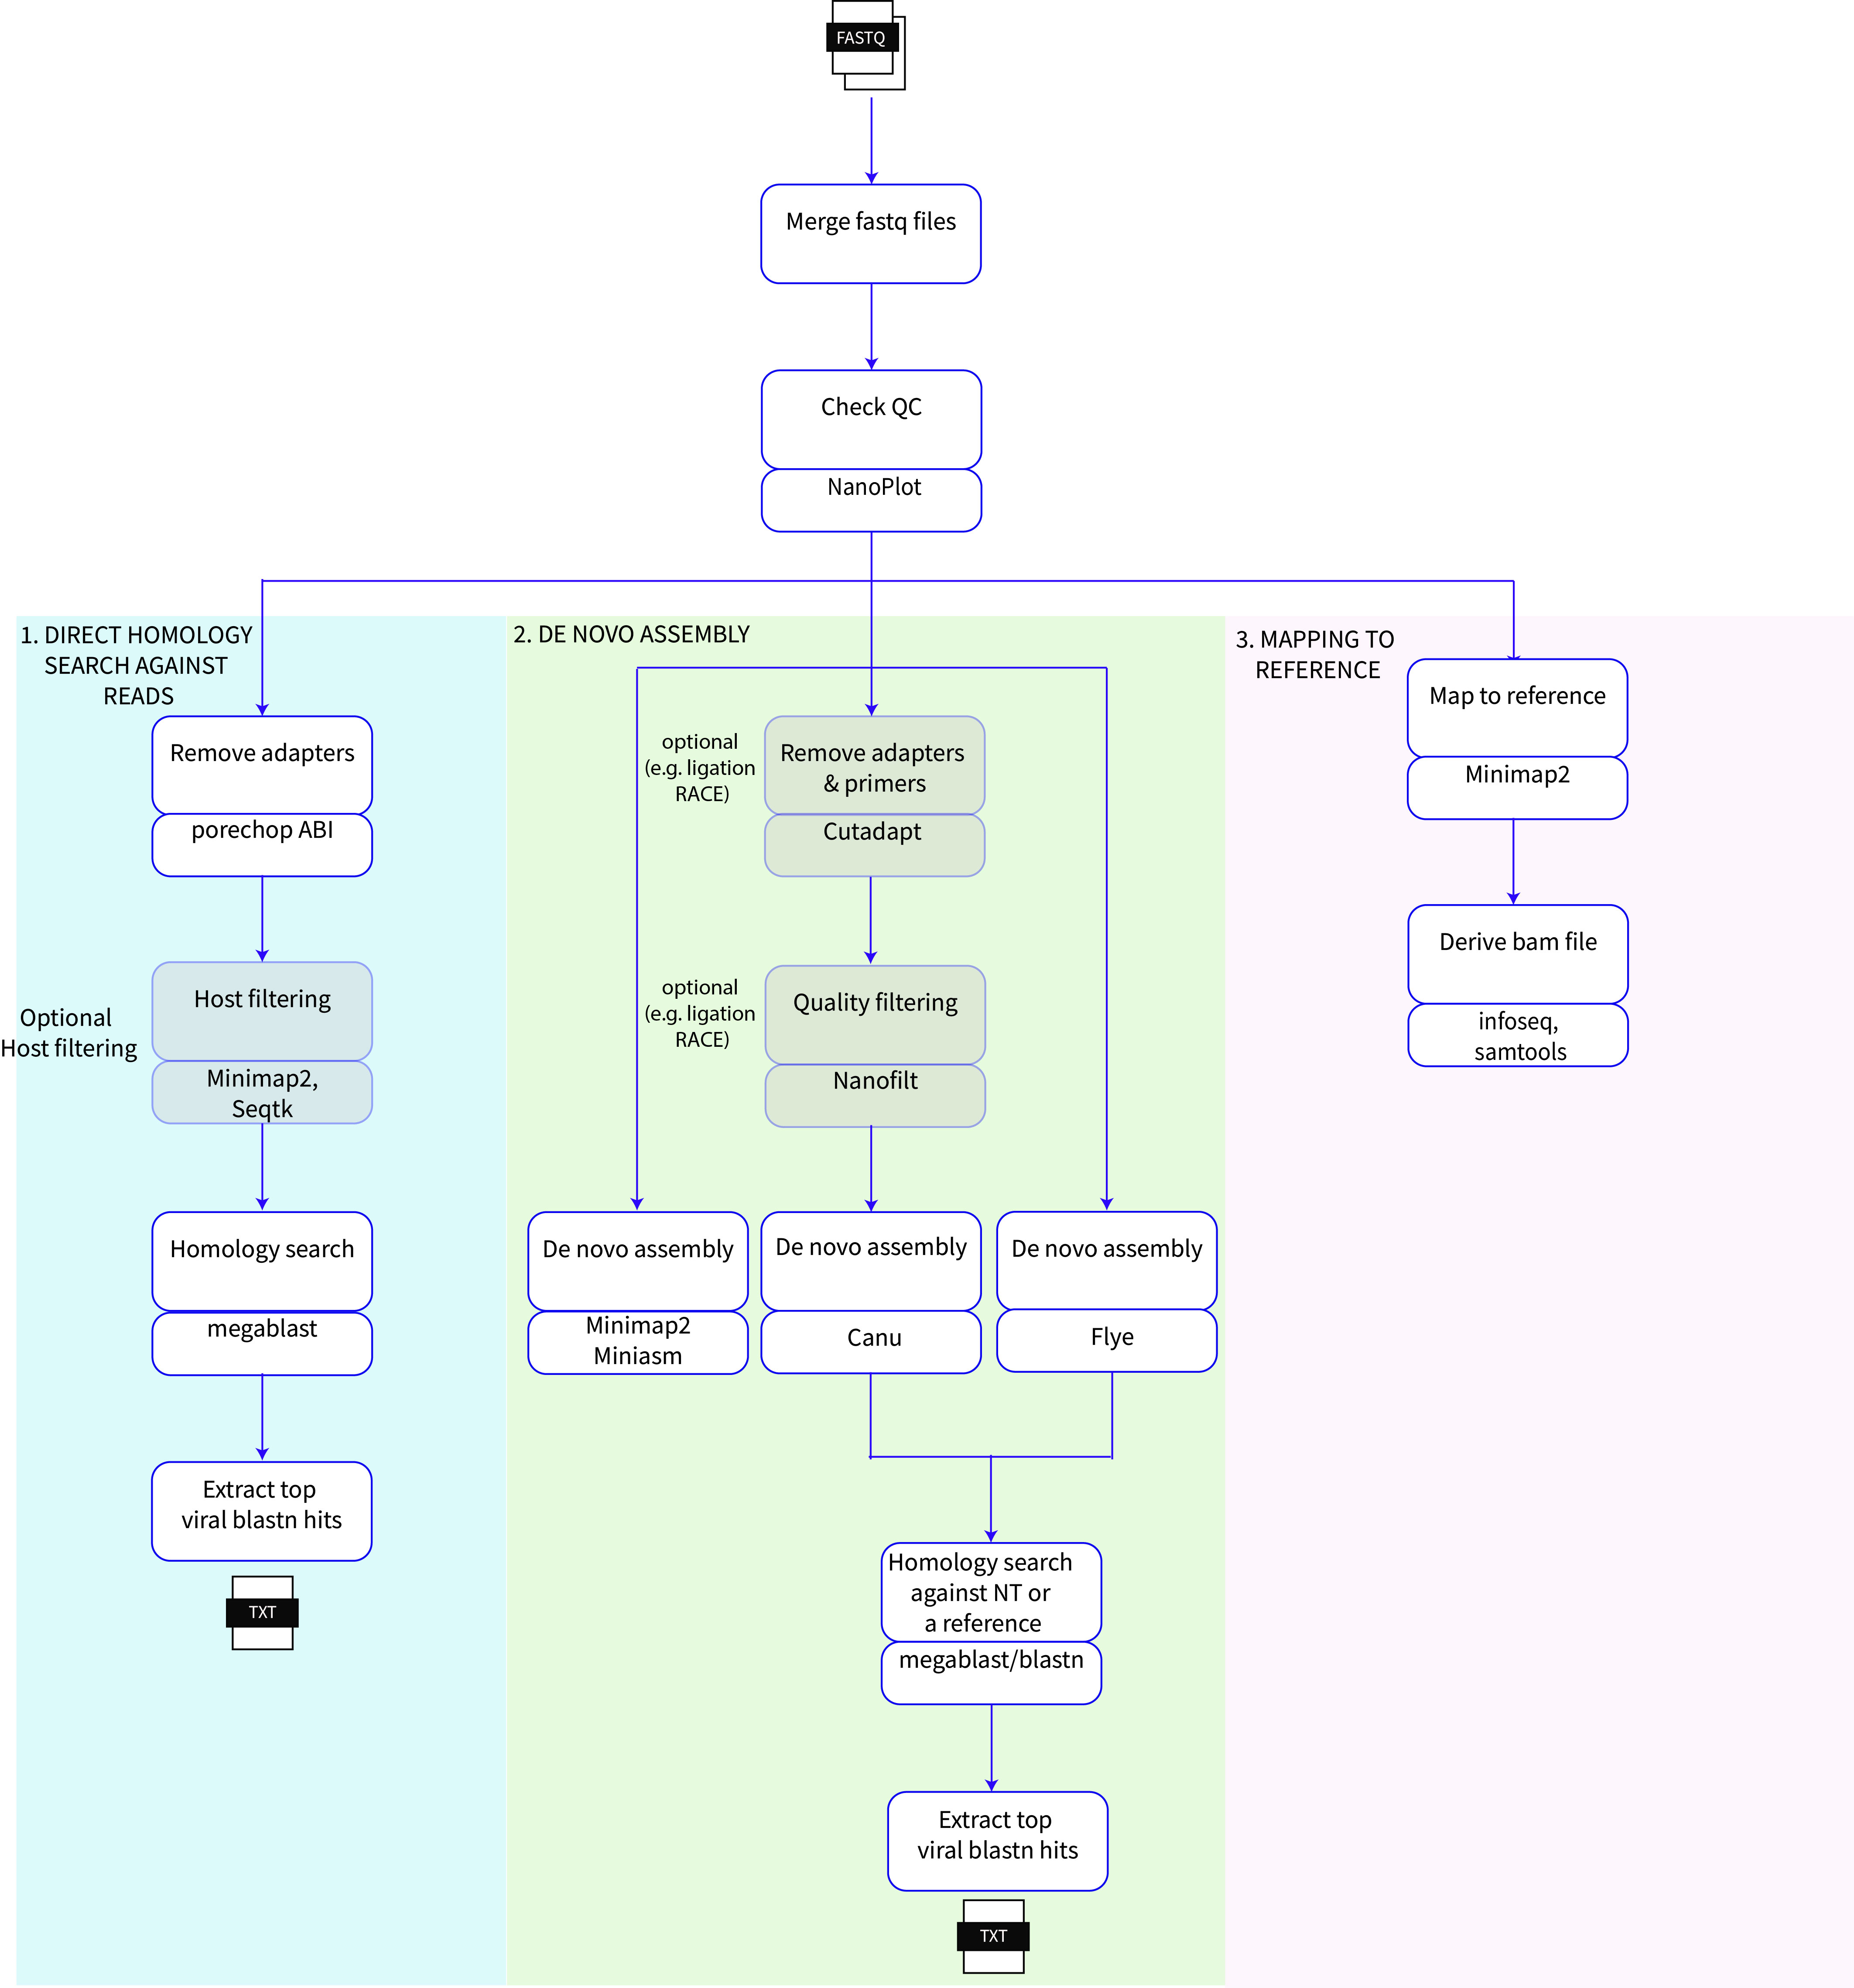 FASTQ
Merge fastq files
Check QC
NanoPlot
1. DIRECT HOMOLOGY
SEARCH AGAINST
READS
Remove adapters
porechop ABI
Optional
Host filtering
Host filtering
Minimap2,
Seqtk
Homology search
megablast
Extract top
viral blastn hits
TXT
2. DE NOVO ASSEMBLY
optional
(e.g. ligation
RACE)
Remove adapters
& primers
Cutadapt
optional
(e.g. ligation
RACE)
Quality filtering
Nanofilt
De novo assembly
Minimap2
Miniasm
De novo assembly
Canu
De novo assembly
Flye
Homology search
against NT or
a reference
megablast/blastn
Extract top
viral blastn hits
TXT
3. MAPPING TO
REFERENCE
Map to reference
Minimap2
Derive bam file
infoseq,
samtools